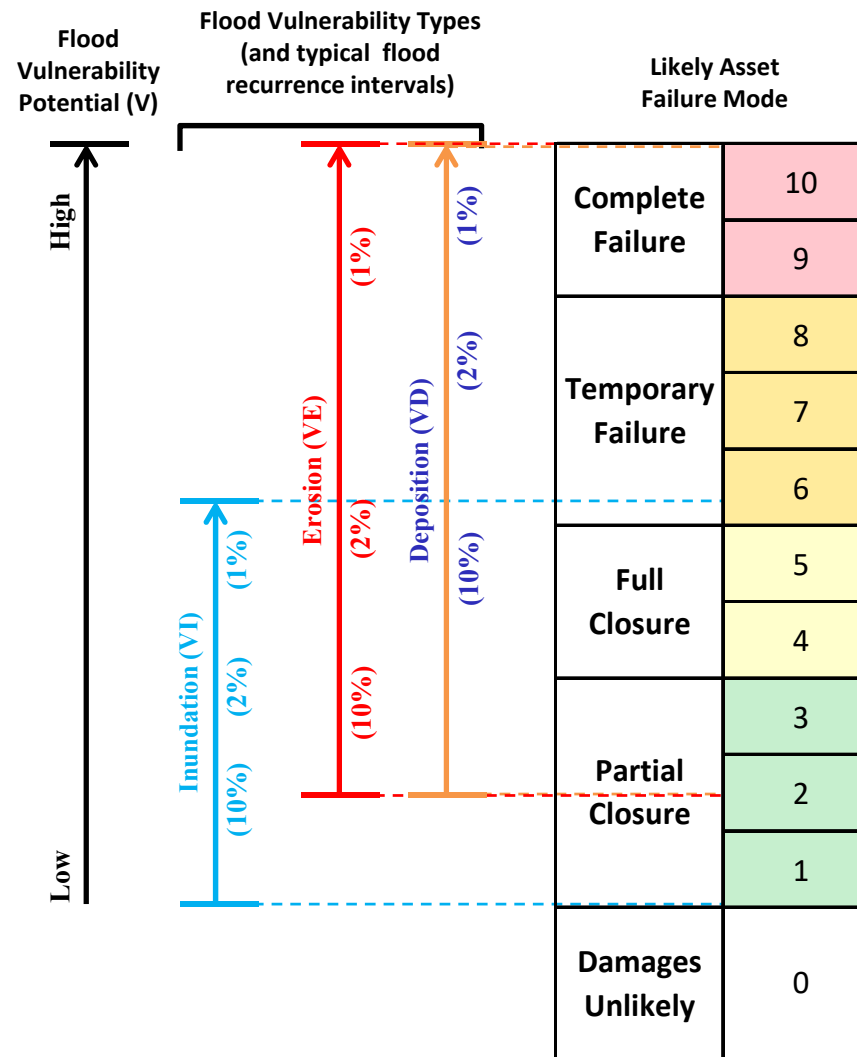 Flood
Vulnerability
Potential (V)
Flood Vulnerability Types
(and typical flood
recurrence intervals)
Likely Asset
Failure Mode
High
Low
Inundation (VI)
(1%)
(2%)
(10%)
Erosion (VE)
(1%)
(2%)
(10%)
Deposition (VD)
(1%)
(2%)
(10%)
Complete
Failure
10
9
Temporary
Failure
8
7
6
Full
Closure
5
4
Partial
Closure
3
2
1
Damages
Unlikely
0